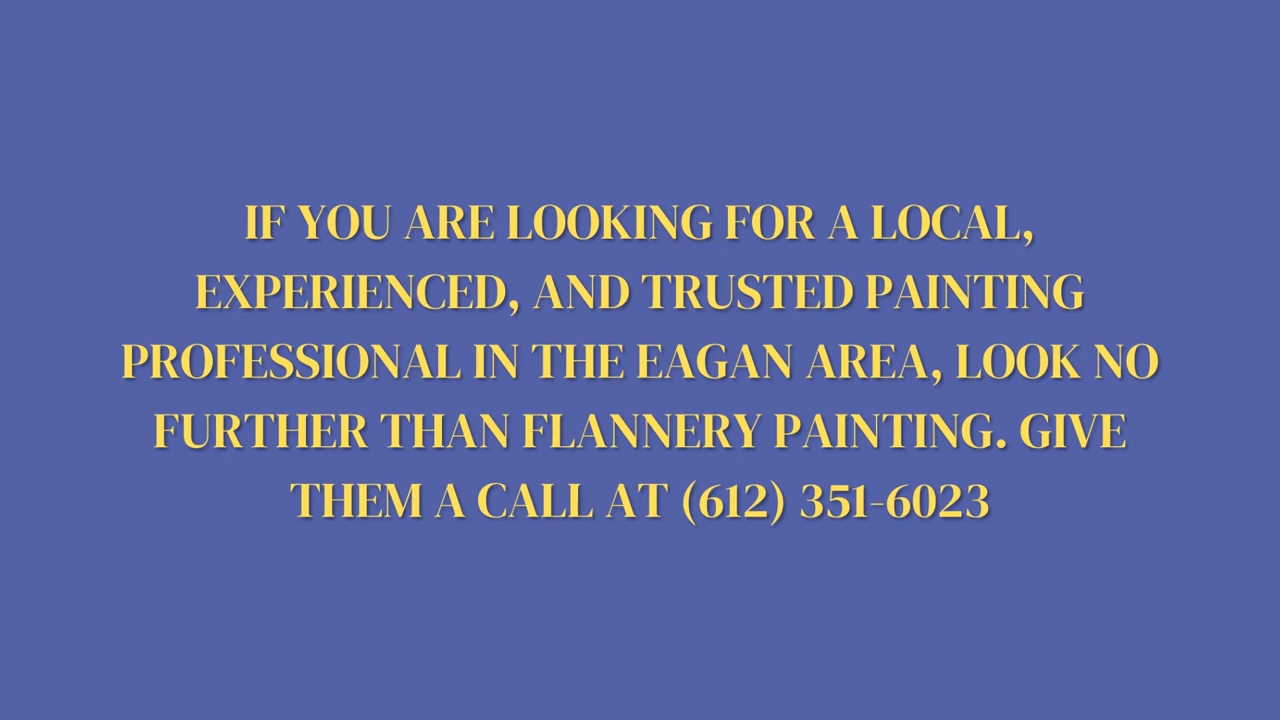 IF YOU ARE LOOKING FOR A LOCAL,
EXPERIENCED, AND TRUSTED PAINTING
PROFESSIONAL IN THE EAGAN AREA, LOOK NO
FURTHER THAN FLANNERY PAINTING. GIVE
THEM A CALL AT (612) 351-6023